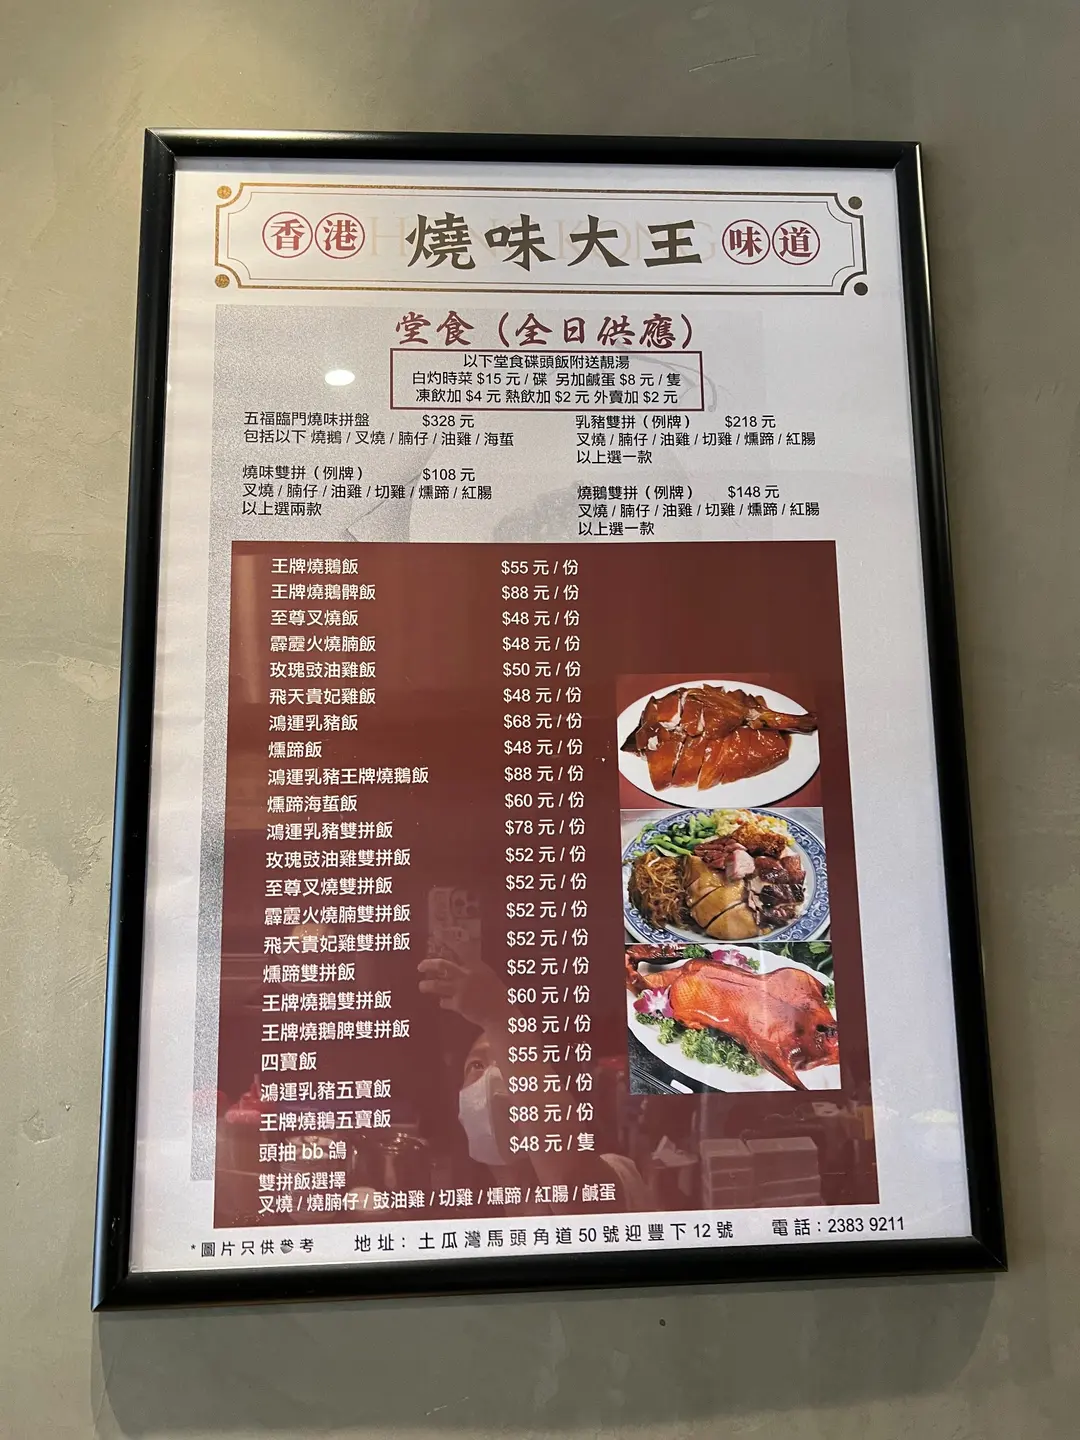 香港 燒味大王 味道
HONG KONG
堂食（全日供應）
以下堂食碟頭飯附送靚湯
白灼時菜 $15 元 / 碟 另加鹹蛋 $8 元 / 隻
凍飲加 $4 元 熱飲加 $2 元 外賣加 $2 元
五福臨門燒味拼盤 $328 元
包括以下 燒鵝 / 叉燒 / 腩仔 / 油雞 / 海蜇
燒味雙拼（例牌） $108 元
叉燒 / 腩仔 / 油雞 / 切雞 / 燻蹄 / 紅腸
以上選兩款
乳豬雙拼（例牌） $218 元
叉燒 / 腩仔 / 油雞 / 切雞 / 燻蹄 / 紅腸
以上選一款
燒鵝雙拼（例牌） $148 元
叉燒 / 腩仔 / 油雞 / 切雞 / 燻蹄 / 紅腸
以上選一款
王牌燒鵝飯 $55 元 / 份
王牌燒鵝髀飯 $88 元 / 份
至尊叉燒飯 $48 元 / 份
霹靂火燒腩飯 $48 元 / 份
玫瑰豉油雞飯 $50 元 / 份
飛天貴妃雞飯 $48 元 / 份
鴻運乳豬飯 $68 元 / 份
燻蹄飯 $48 元 / 份
鴻運乳豬王牌燒鵝飯 $88 元 / 份
燻蹄海蜇飯 $60 元 / 份
鴻運乳豬雙拼飯 $78 元 / 份
玫瑰豉油雞雙拼飯 $52 元 / 份
至尊叉燒雙拼飯 $52 元 / 份
霹靂火燒腩雙拼飯 $52 元 / 份
飛天貴妃雞雙拼飯 $52 元 / 份
燻蹄雙拼飯 $52 元 / 份
王牌燒鵝雙拼飯 $60 元 / 份
王牌燒鵝脾雙拼飯 $98 元 / 份
四寶飯 $55 元 / 份
鴻運乳豬五寶飯 $98 元 / 份
王牌燒鵝五寶飯 $88 元 / 份
頭抽 bb 鴿 $48 元 / 隻
雙拼飯選擇
叉燒 / 燒腩仔 / 豉油雞 / 切雞 / 燻蹄 / 紅腸 / 鹹蛋
*圖片只供參考 地址：土瓜灣馬頭角道 50 號迎豐下 12 號 電話：2383 9211